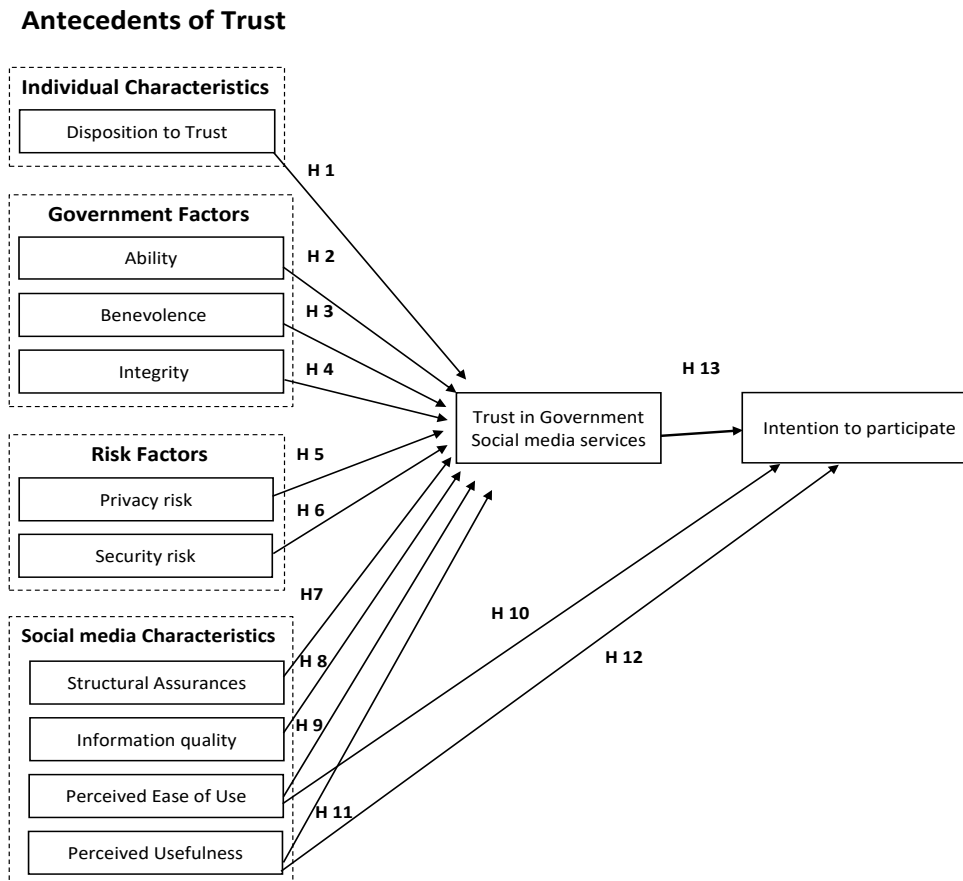 Antecedents of Trust
Individual Characteristics
Disposition to Trust
H 1
Government Factors
Ability
H 2
Benevolence
H 3
Integrity
H 4
H 13
Trust in Government
Social media services
Intention to participate
Risk Factors
H 5
Privacy risk
H 6
Security risk
H7
Social media Characteristics
H 10
H 8
H 12
Structural Assurances
H 9
Information quality
Perceived Ease of Use
H 11
Perceived Usefulness